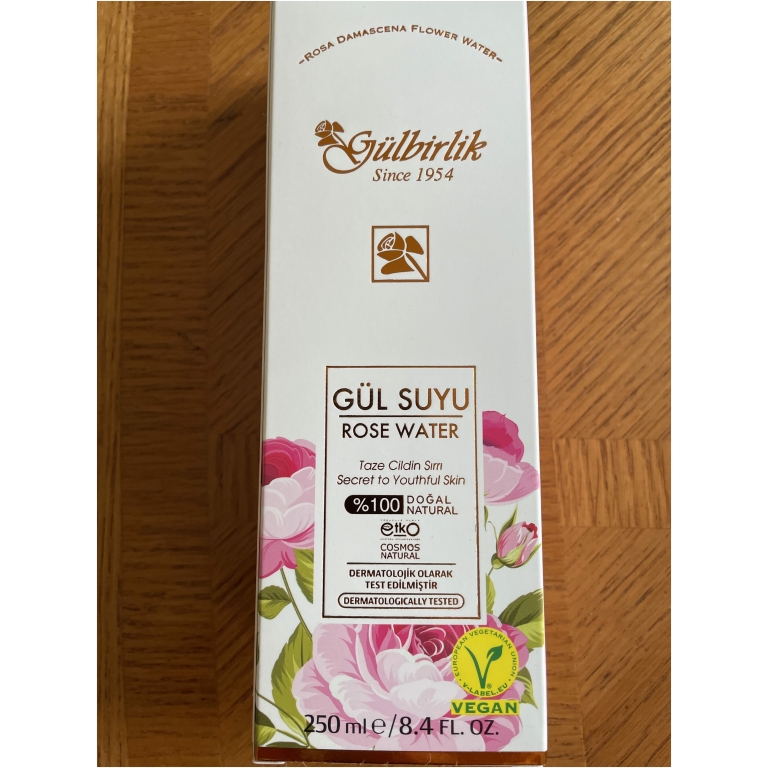 -ROSA DAMASCENA FLOWER WATER-
Gülbirlik
Since 1954
GÜL SUYU
ROSE WATER
Taze Cildin Sırrı
Secret to Youthful Skin
%100 DOĞAL
NATURAL
etko
COSMOS
NATURAL
DERMATOLOJİK OLARAK
TEST EDİLMİŞTİR
DERMATOLOGICALLY TESTED
EUROPEAN VEGETARIAN UNION
V-LABEL.EU
VEGAN
250 ml e/8.4 FL. OZ.